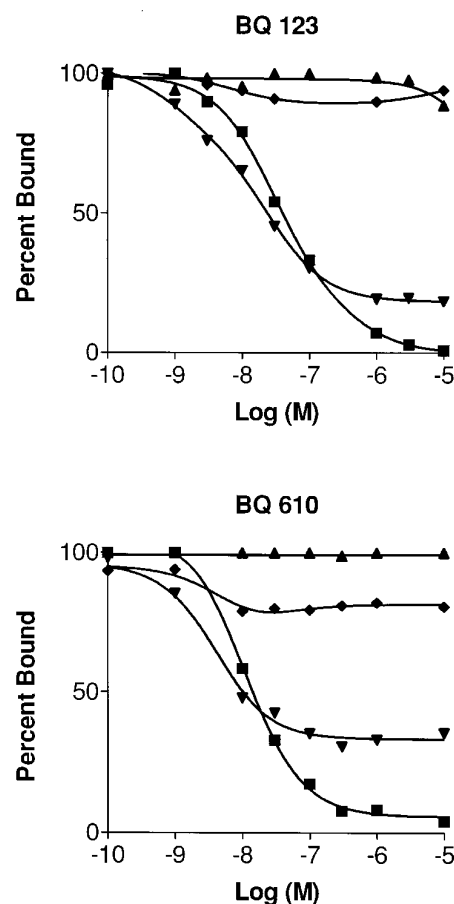 BQ 123
100
50
0
Percent Bound
-10 -9 -8 -7 -6 -5
Log (M)
BQ 610
100
50
0
Percent Bound
-10 -9 -8 -7 -6 -5
Log (M)